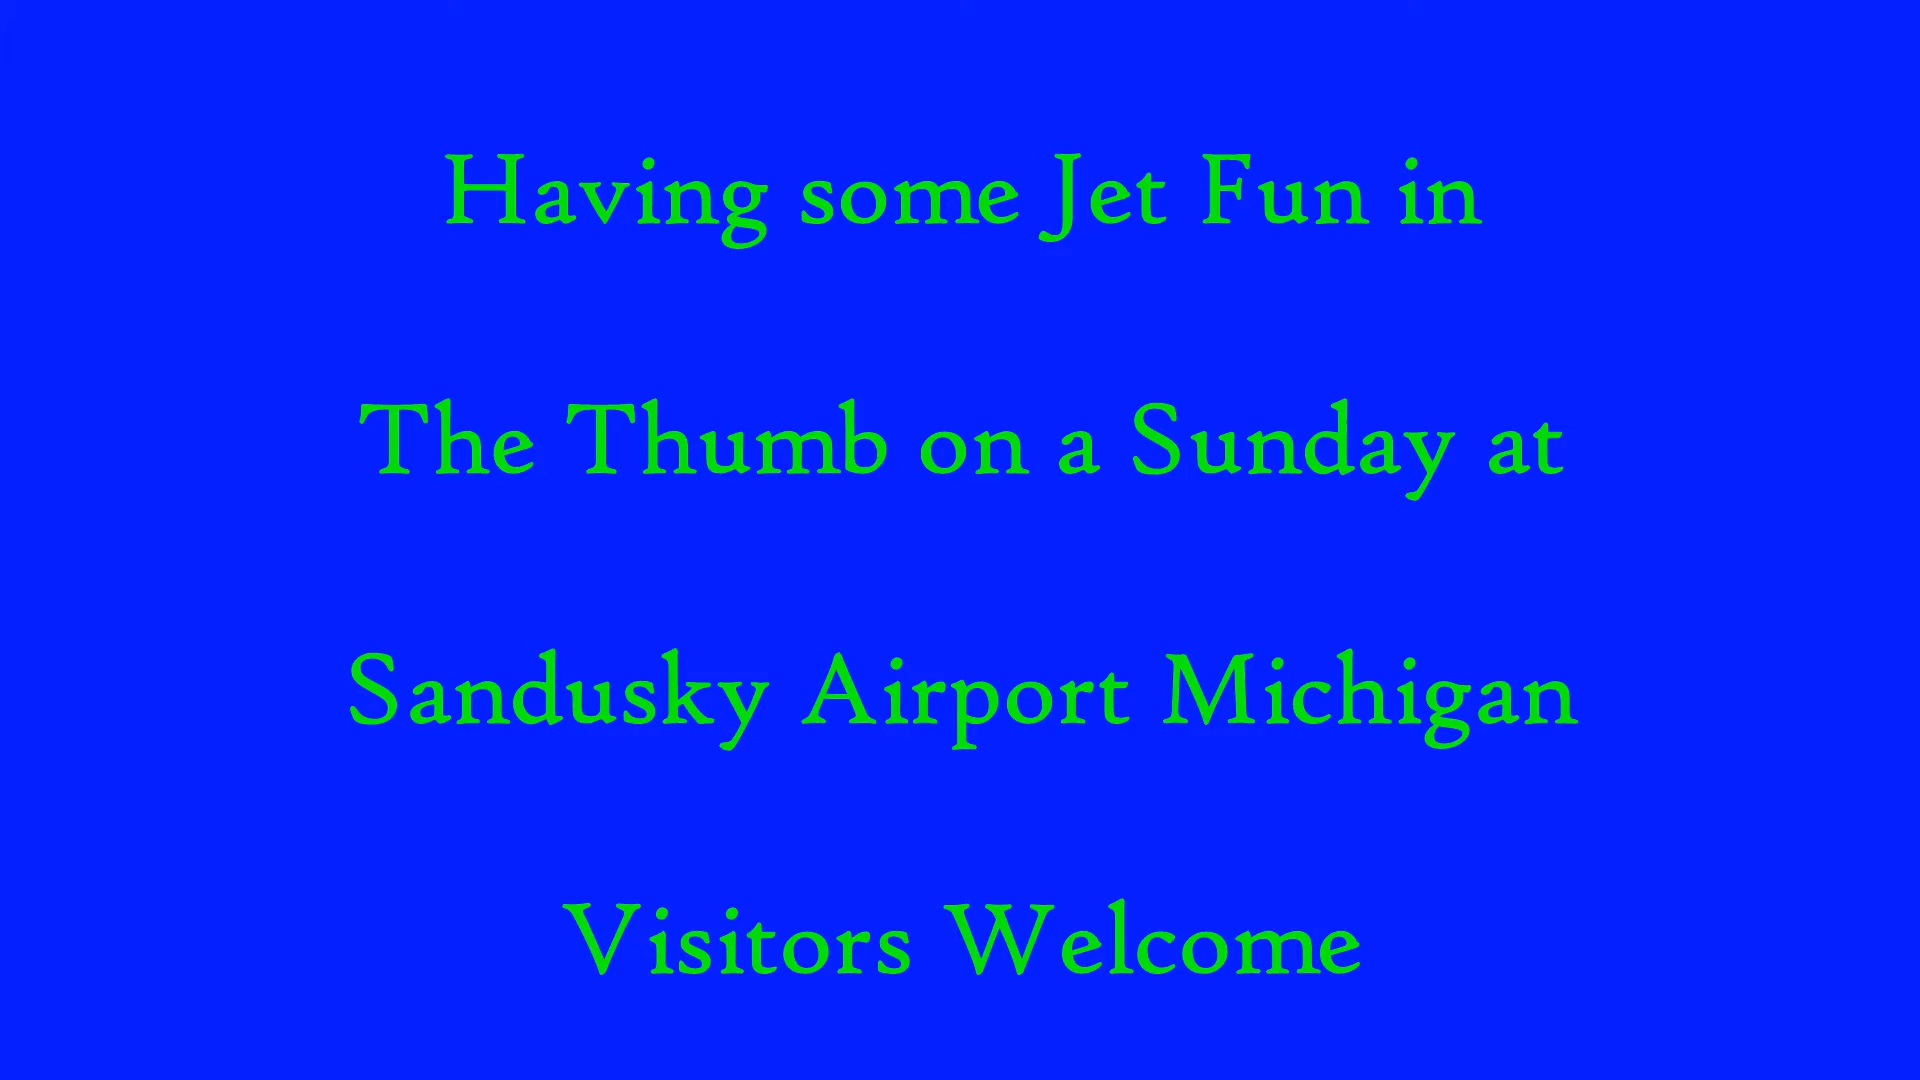 Having some Jet Fun in
The Thumb on a Sunday at
Sandusky Airport Michigan
Visitors Welcome